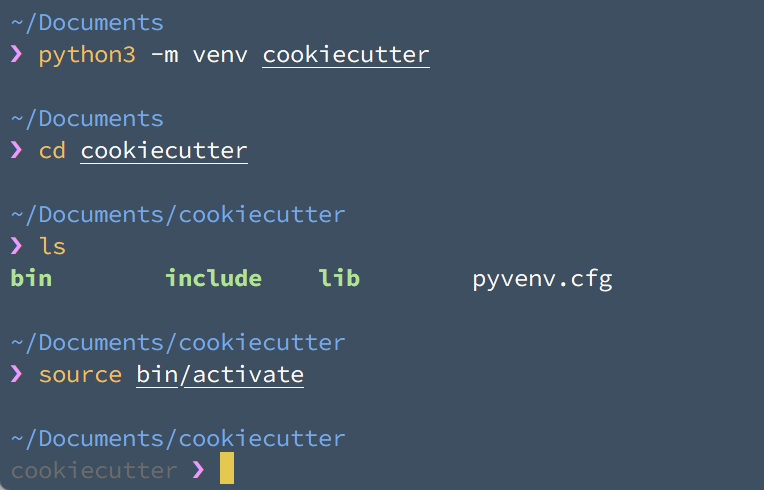 ~/Documents
❯ python3 -m venv cookiecutter
~/Documents
❯ cd cookiecutter
~/Documents/cookiecutter
❯ ls
bin include lib pyvenv.cfg
~/Documents/cookiecutter
❯ source bin/activate
~/Documents/cookiecutter
cookiecutter ❯